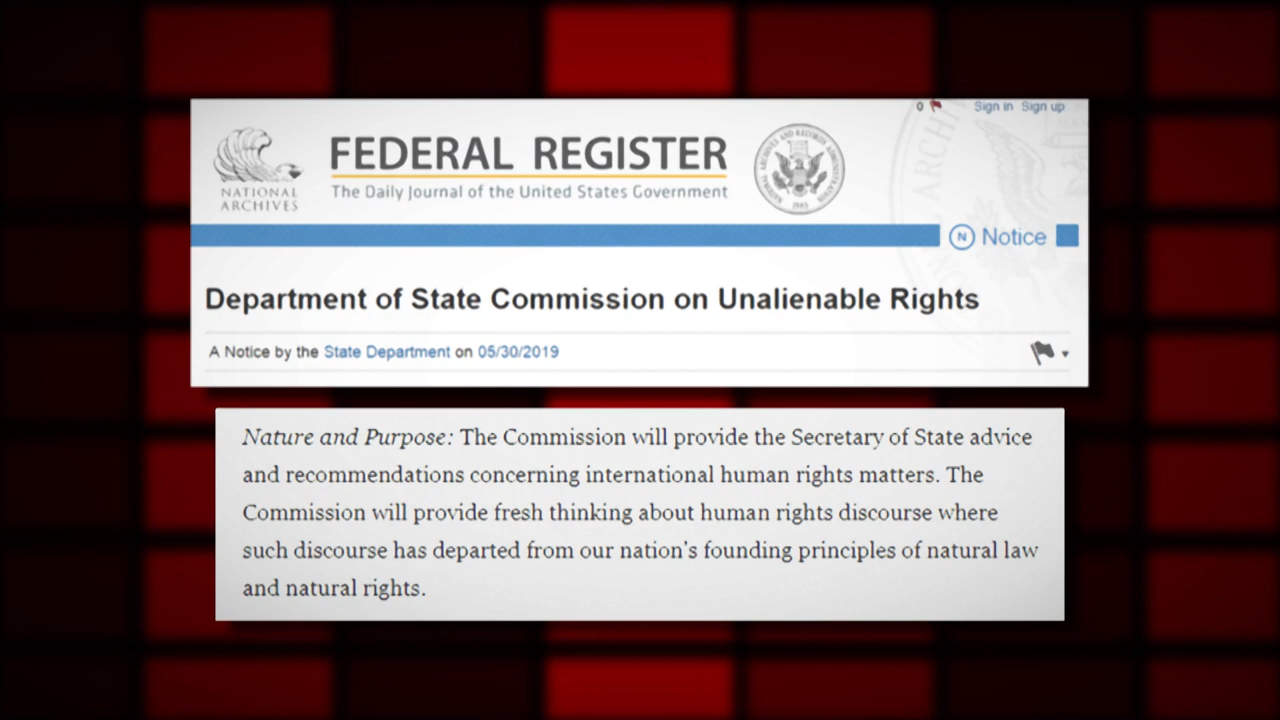 0 Sign in Sign up
NATIONAL
ARCHIVES
FEDERAL REGISTER
The Daily Journal of the United States Government
N Notice
Department of State Commission on Unalienable Rights
A Notice by the State Department on 05/30/2019
Nature and Purpose: The Commission will provide the Secretary of State advice
and recommendations concerning international human rights matters. The
Commission will provide fresh thinking about human rights discourse where
such discourse has departed from our nation's founding principles of natural law
and natural rights.